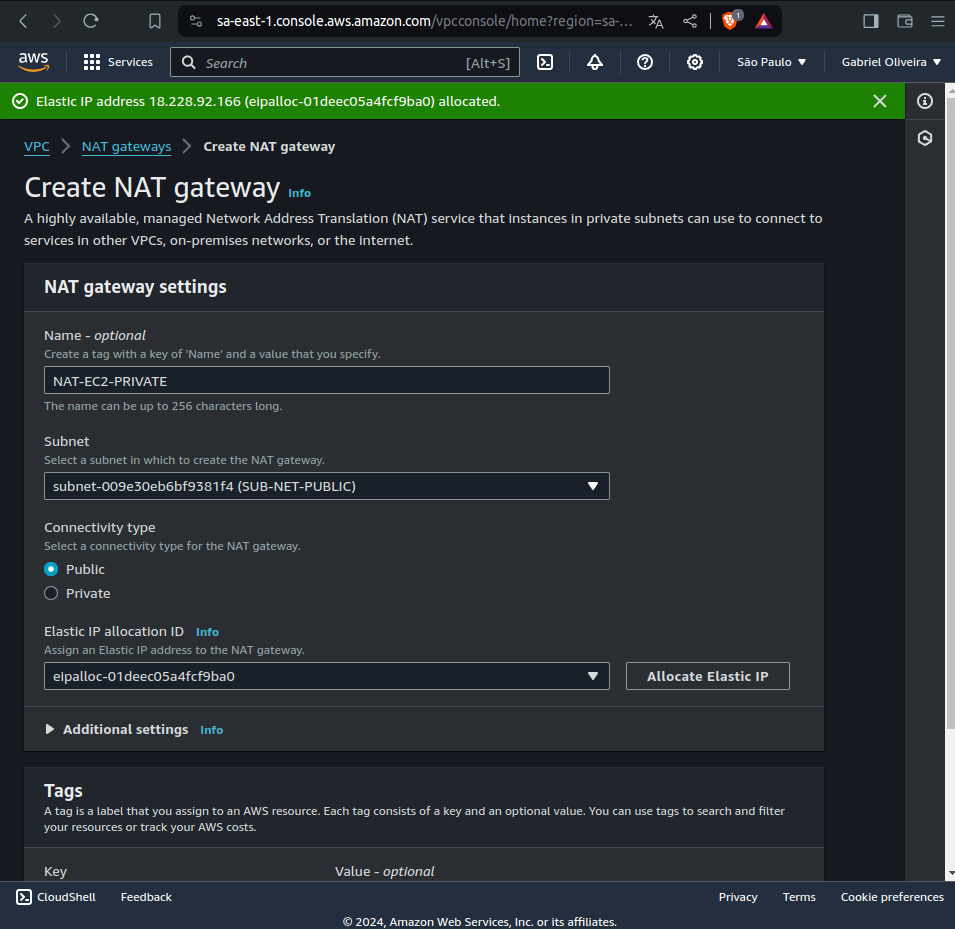 sa-east-1.console.aws.amazon.com/vpcconsole/home?region=sa-...
1
aws
Services
Search
[Alt+S]
São Paulo
Gabriel Oliveira
Elastic IP address 18.228.92.166 (eipalloc-01deec05a4fcf9ba0) allocated.
VPC
NAT gateways
Create NAT gateway
Create NAT gateway Info
A highly available, managed Network Address Translation (NAT) service that instances in private subnets can use to connect to
services in other VPCs, on-premises networks, or the internet.
NAT gateway settings
Name - optional
Create a tag with a key of 'Name' and a value that you specify.
NAT-EC2-PRIVATE
The name can be up to 256 characters long.
Subnet
Select a subnet in which to create the NAT gateway.
subnet-009e30eb6bf9381f4 (SUB-NET-PUBLIC)
Connectivity type
Select a connectivity type for the NAT gateway.
Public
Private
Elastic IP allocation ID Info
Assign an Elastic IP address to the NAT gateway.
eipalloc-01deec05a4fcf9ba0
Allocate Elastic IP
Additional settings Info
Tags
A tag is a label that you assign to an AWS resource. Each tag consists of a key and an optional value. You can use tags to search and filter
your resources or track your AWS costs.
Key
Value - optional
CloudShell
Feedback
Privacy
Terms
Cookie preferences
© 2024, Amazon Web Services, Inc. or its affiliates.